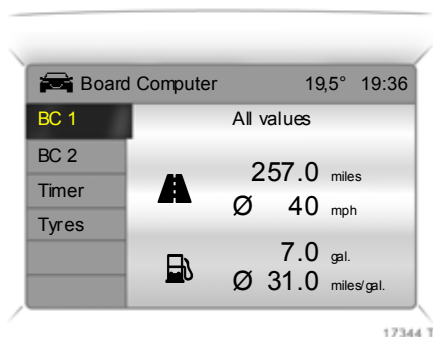 Board Computer 19,5° 19:36
BC 1
All values
BC 2
Timer
Tyres
257.0 miles
Ø 40 mph
7.0 gal.
Ø 31.0 miles/gal.
17344 T